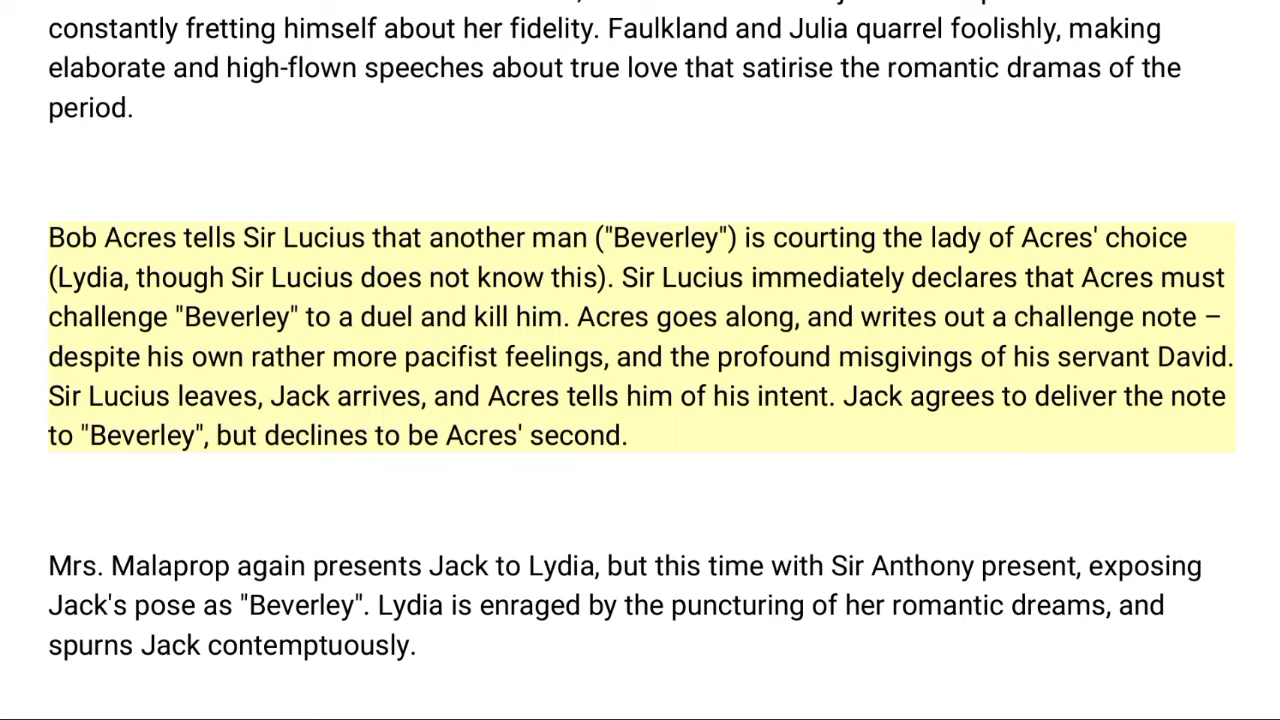 constantly fretting himself about her fidelity. Faulkland and Julia quarrel foolishly, making
elaborate and high-flown speeches about true love that satirise the romantic dramas of the
period.
Bob Acres tells Sir Lucius that another man ("Beverley") is courting the lady of Acres' choice
(Lydia, though Sir Lucius does not know this). Sir Lucius immediately declares that Acres must
challenge "Beverley" to a duel and kill him. Acres goes along, and writes out a challenge note –
despite his own rather more pacifist feelings, and the profound misgivings of his servant David.
Sir Lucius leaves, Jack arrives, and Acres tells him of his intent. Jack agrees to deliver the note
to "Beverley", but declines to be Acres' second.
Mrs. Malaprop again presents Jack to Lydia, but this time with Sir Anthony present, exposing
Jack's pose as "Beverley". Lydia is enraged by the puncturing of her romantic dreams, and
spurns Jack contemptuously.